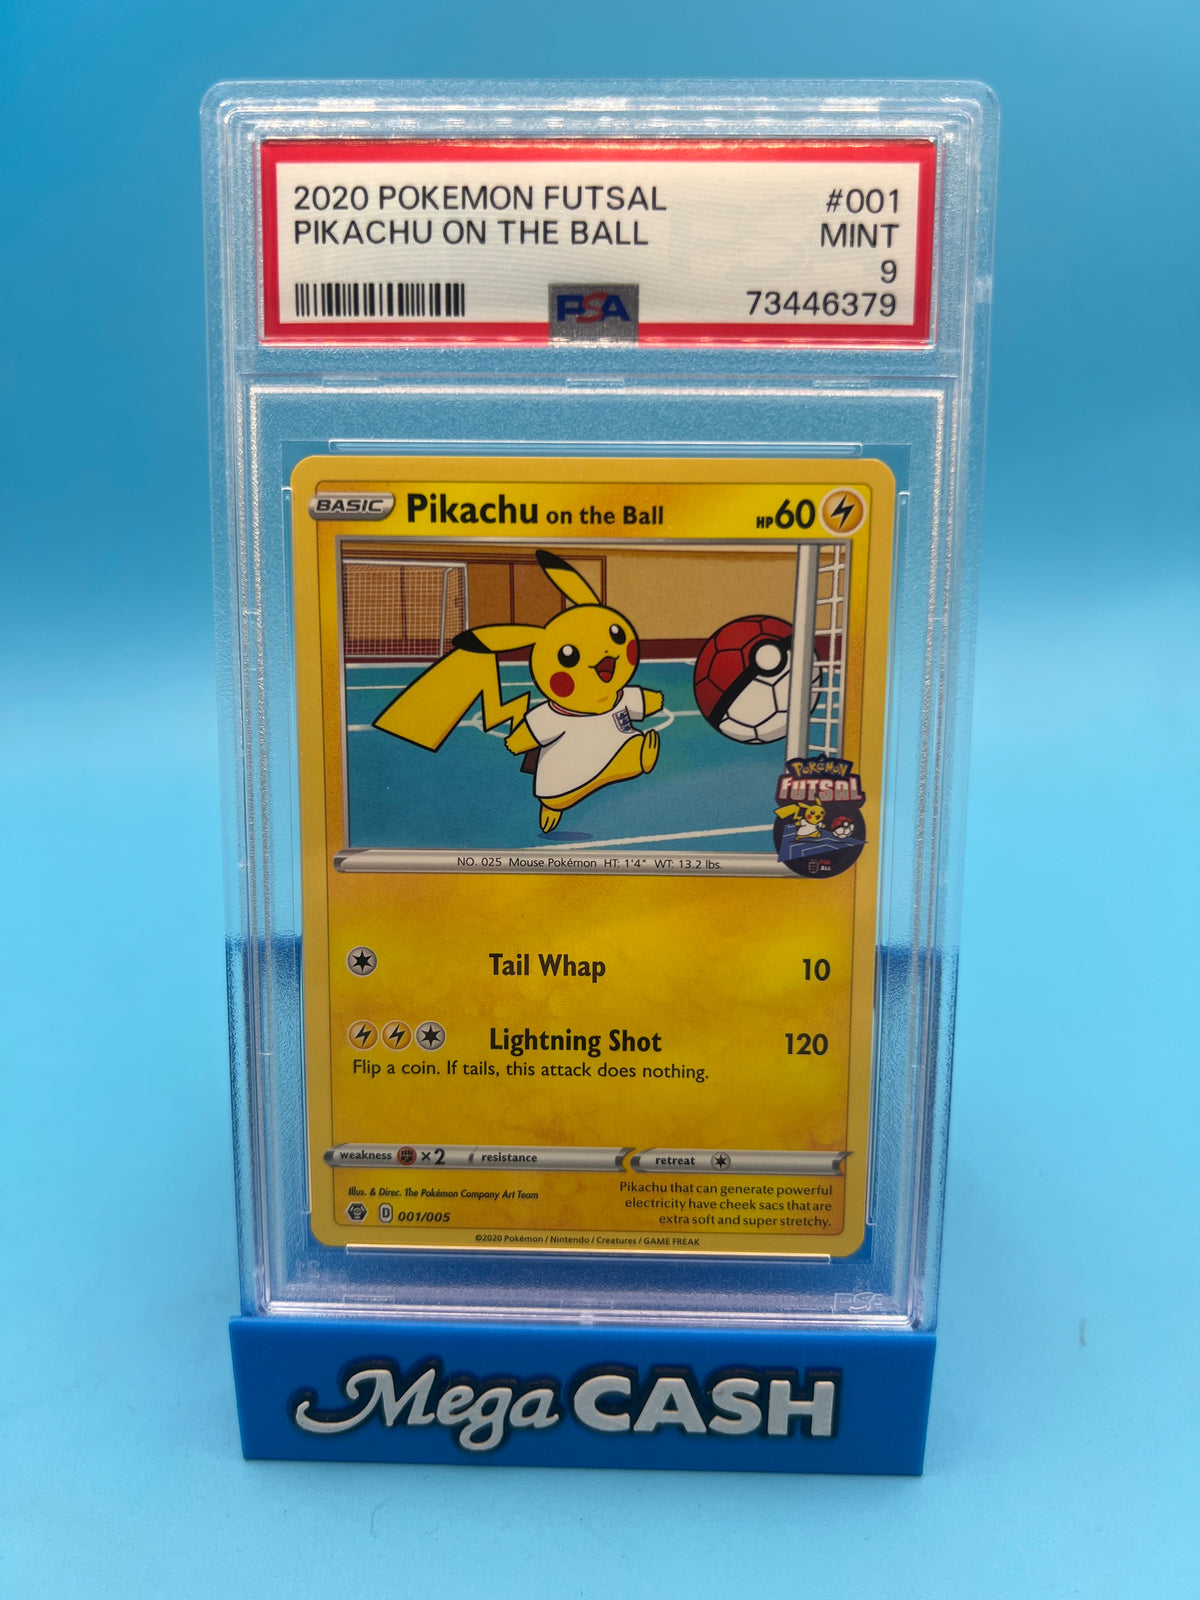 2020 POKEMON FUTSAL #001
PIKACHU ON THE BALL MINT
9
PSA 73446379
BASIC Pikachu on the Ball HP 60
POKéMON
FUTSAL
NO. 025 Mouse Pokémon HT: 1'4" WT: 13.2 lbs.
Tail Whap 10
Lightning Shot 120
Flip a coin. If tails, this attack does nothing.
weakness ×2 resistance retreat
Illus. & Direc. The Pokémon Company Art Team
Pikachu that can generate powerful
electricity have cheek sacs that are
extra soft and super stretchy.
D 001/005
©2020 Pokémon / Nintendo / Creatures / GAME FREAK
PSA
Mega CASH